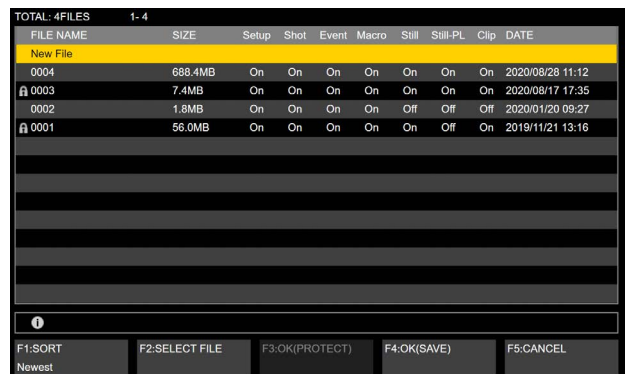 TOTAL: 4FILES 1- 4
FILE NAME SIZE Setup Shot Event Macro Still Still-PL Clip DATE
New File
0004 688.4MB On On On On On On On 2020/08/28 11:12
0003 7.4MB On On On On On On On 2020/08/17 17:35
0002 1.8MB On On On On Off Off Off 2020/01/20 09:27
0001 56.0MB On On On On On Off On 2019/11/21 13:16
F1:SORT F2:SELECT FILE F3:OK(PROTECT) F4:OK(SAVE) F5:CANCEL
Newest